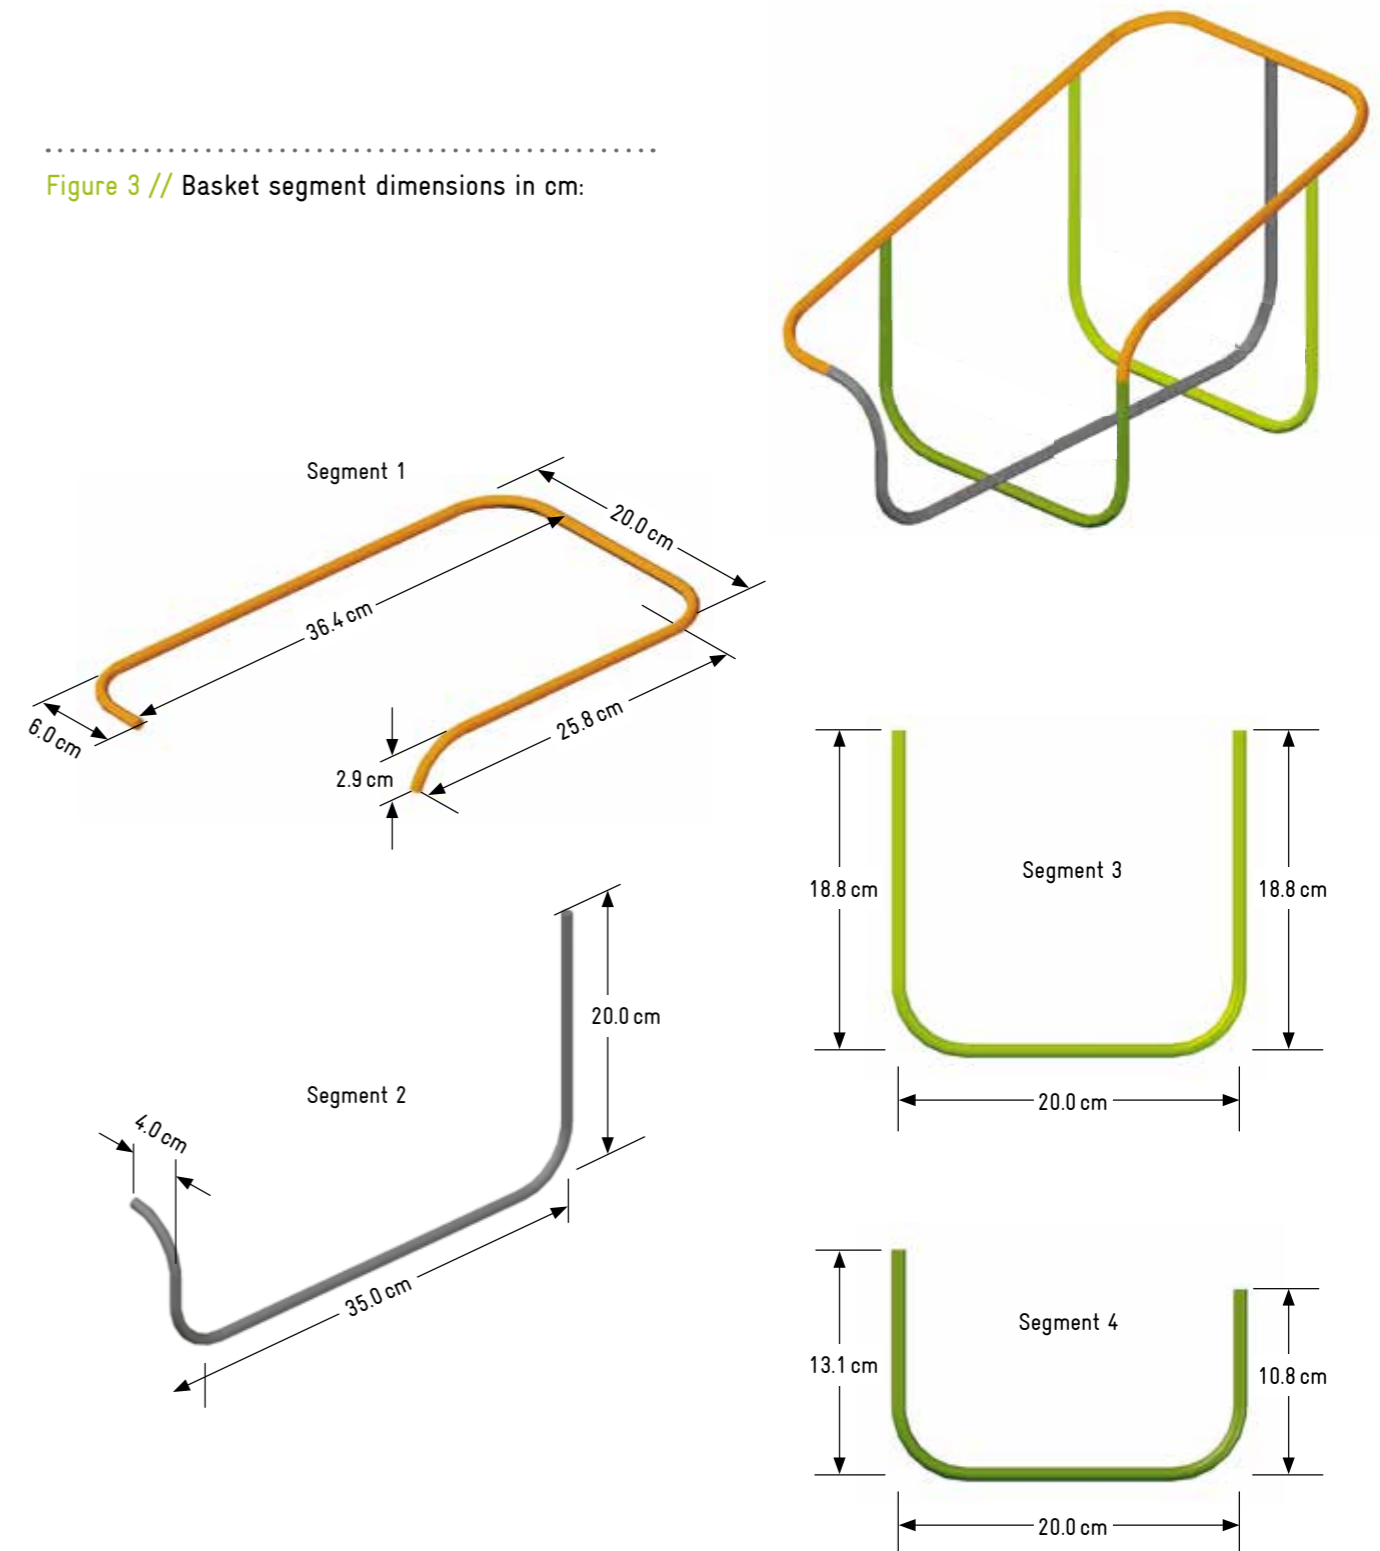 Figure 3 // Basket segment dimensions in cm:
Segment 1
20.0 cm
36.4 cm
6.0 cm
25.8 cm
2.9 cm
Segment 2
20.0 cm
4.0 cm
35.0 cm
Segment 3
18.8 cm
18.8 cm
20.0 cm
Segment 4
13.1 cm
10.8 cm
20.0 cm